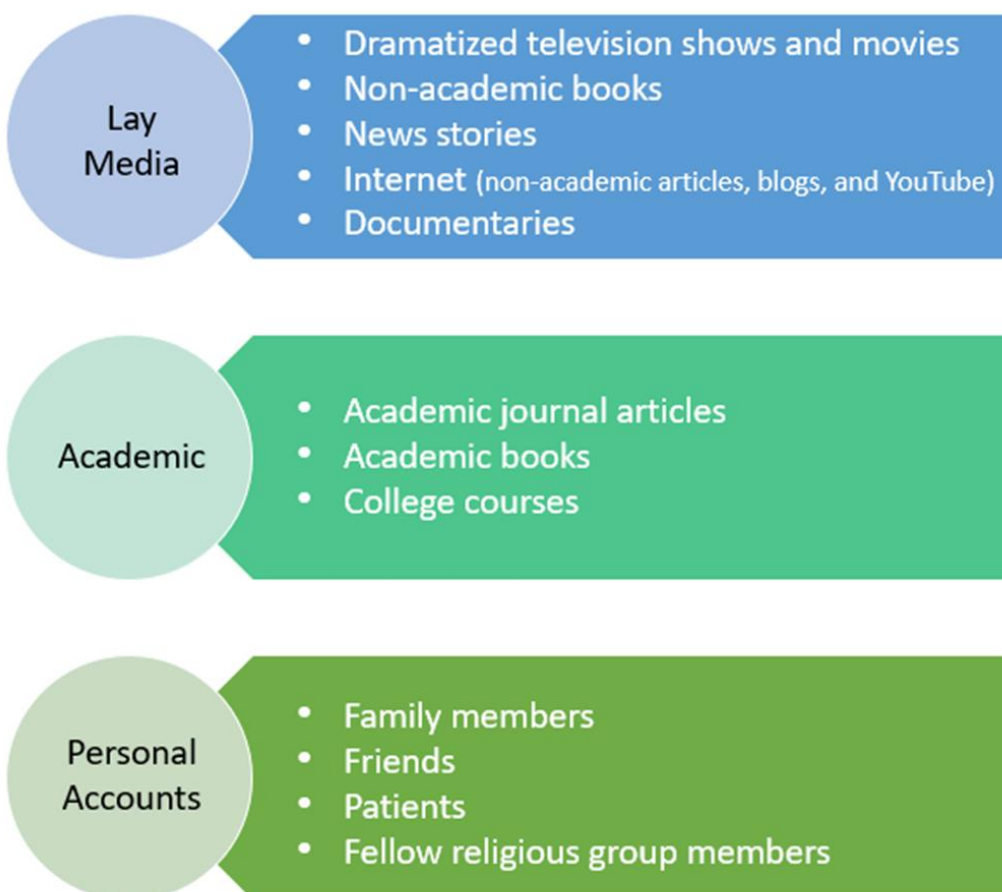 Lay
Media
• Dramatized television shows and movies
• Non-academic books
• News stories
• Internet (non-academic articles, blogs, and YouTube)
• Documentaries
Academic
• Academic journal articles
• Academic books
• College courses
Personal
Accounts
• Family members
• Friends
• Patients
• Fellow religious group members